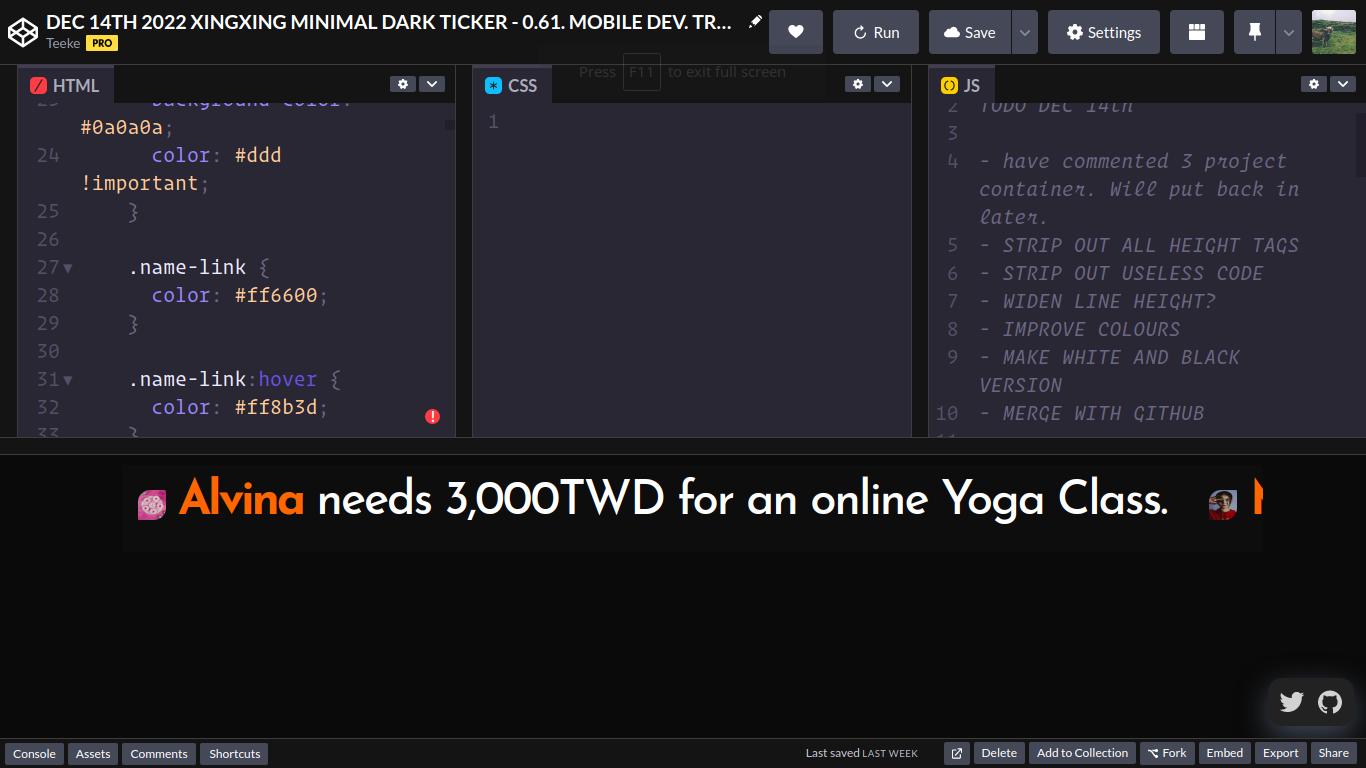 DEC 14TH 2022 XINGXING MINIMAL DARK TICKER - 0.61. MOBILE DEV. TR...
Teeke PRO
Run
Save
Settings
Press F11 to exit full screen
HTML
23 background-color:
#0a0a0a;
24 color: #ddd
!important;
25 }
26
27 .name-link {
28 color: #ff6600;
29 }
30
31 .name-link:hover {
32 color: #ff8b3d;
33 }
CSS
1
JS
2 TODO DEC 14th
3
4 - have commented 3 project
container. Will put back in
later.
5 - STRIP OUT ALL HEIGHT TAGS
6 - STRIP OUT USELESS CODE
7 - WIDEN LINE HEIGHT?
8 - IMPROVE COLOURS
9 - MAKE WHITE AND BLACK
VERSION
10 - MERGE WITH GITHUB
11
Alvina needs 3,000TWD for an online Yoga Class.
Console Assets Comments Shortcuts
Last saved LAST WEEK
Delete Add to Collection Fork Embed Export Share